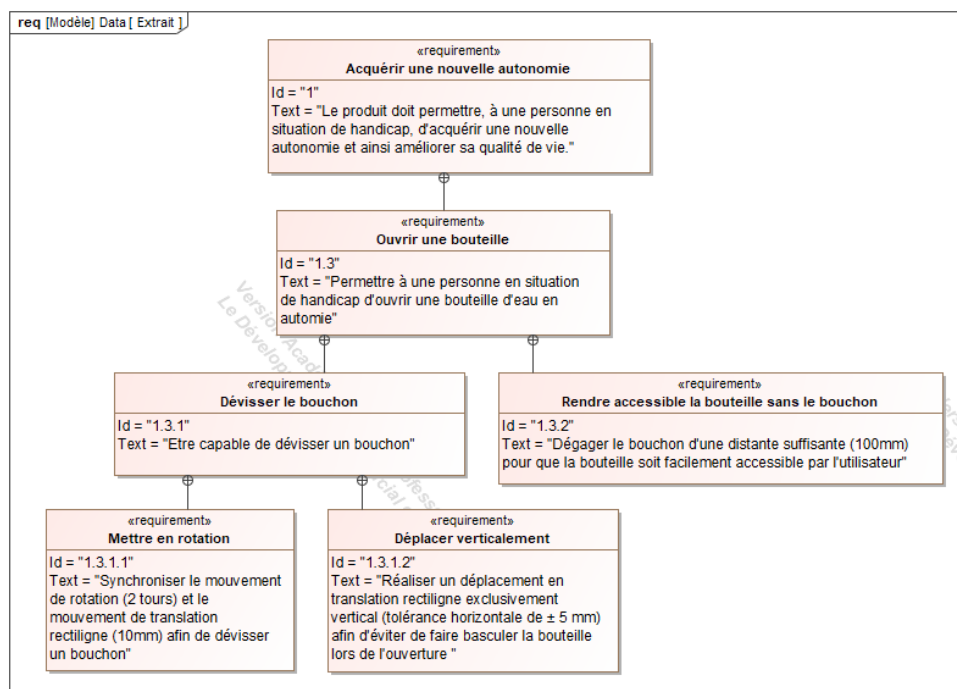 req [Modèle] Data [ Extrait ]
«requirement»
Acquérir une nouvelle autonomie
Id = "1"
Text = "Le produit doit permettre, à une personne en
situation de handicap, d'acquérir une nouvelle
autonomie et ainsi améliorer sa qualité de vie."
«requirement»
Ouvrir une bouteille
Id = "1.3"
Text = "Permettre à une personne en situation
de handicap d'ouvrir une bouteille d'eau en
automie"
«requirement»
Dévisser le bouchon
Id = "1.3.1"
Text = "Etre capable de dévisser un bouchon"
«requirement»
Rendre accessible la bouteille sans le bouchon
Id = "1.3.2"
Text = "Dégager le bouchon d'une distante suffisante (100mm)
pour que la bouteille soit facilement accessible par l'utilisateur"
«requirement»
Mettre en rotation
Id = "1.3.1.1"
Text = "Synchroniser le mouvement
de rotation (2 tours) et le
mouvement de translation
rectiligne (10mm) afin de dévisser
un bouchon"
«requirement»
Déplacer verticalement
Id = "1.3.1.2"
Text = "Réaliser un déplacement en
translation rectiligne exclusivement
vertical (tolérance horizontale de ± 5 mm)
afin d'éviter de faire basculer la bouteille
lors de l'ouverture "